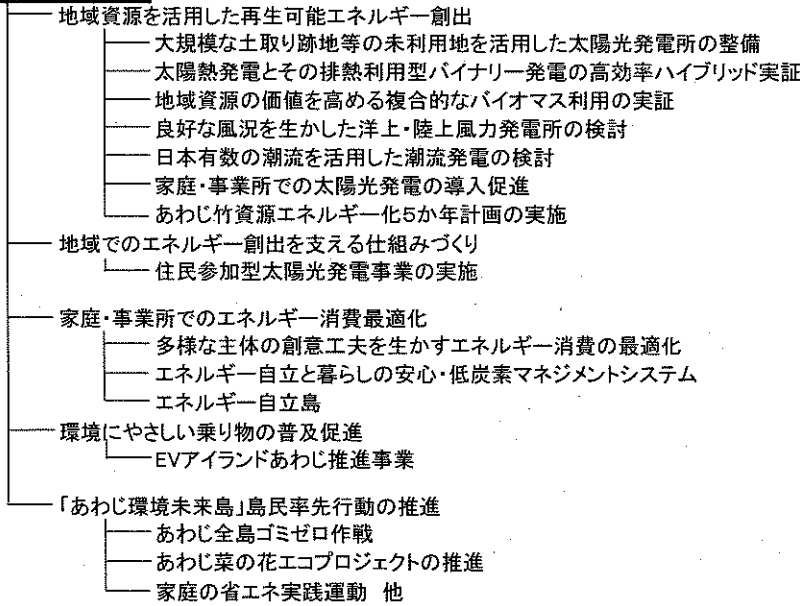 地域資源を活用した再生可能エネルギー創出
大規模な土取り跡地等の未利用地を活用した太陽光発電所の整備
太陽熱発電とその排熱利用型バイナリー発電の高効率ハイブリッド実証
地域資源の価値を高める複合的なバイオマス利用の実証
良好な風況を生かした洋上・陸上風力発電所の検討
日本有数の潮流を活用した潮流発電の検討
家庭・事業所での太陽光発電の導入促進
あわじ竹資源エネルギー化5か年計画の実施
地域でのエネルギー創出を支える仕組みづくり
住民参加型太陽光発電事業の実施
家庭・事業所でのエネルギー消費最適化
多様な主体の創意工夫を生かすエネルギー消費の最適化
エネルギー自立と暮らしの安心・低炭素マネジメントシステム
エネルギー自立島
環境にやさしい乗り物の普及促進
EVアイランドあわじ推進事業
「あわじ環境未来島」島民率先行動の推進
あわじ全島ゴミゼロ作戦
あわじ菜の花エコプロジェクトの推進
家庭の省エネ実践運動 他